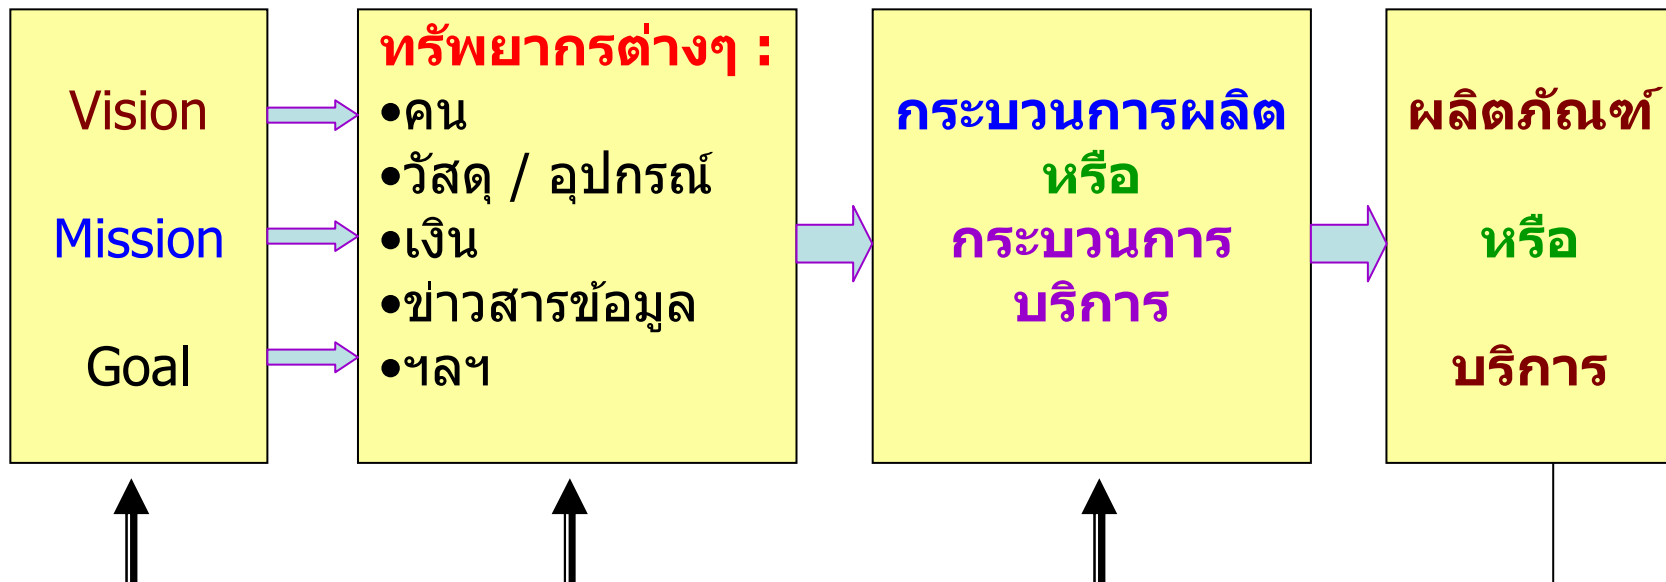 Vision
Mission
Goal
ทรัพยากรต่างๆ :
•คน
•วัสดุ / อุปกรณ์
•เงิน
•ข่าวสารข้อมูล
•ฯลฯ
กระบวนการผลิต
หรือ
กระบวนการ
บริการ
ผลิตภัณฑ์
หรือ
บริการ